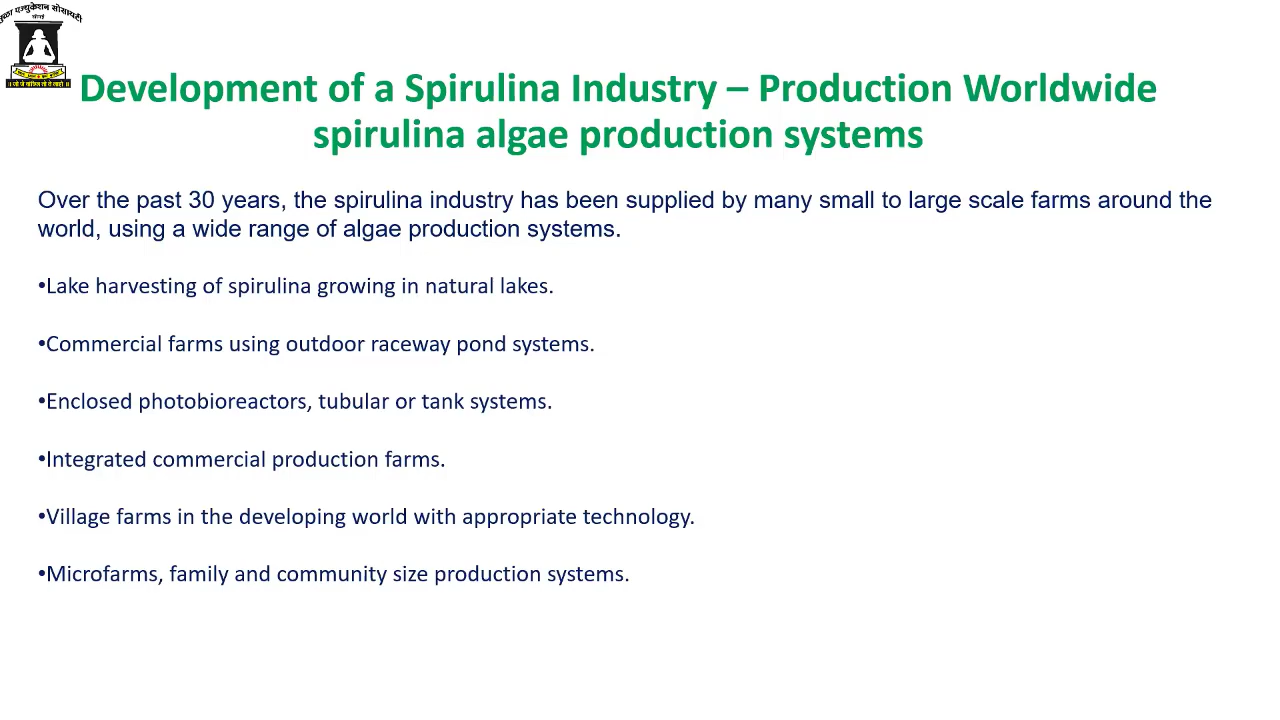 एज्युकेशन सोसायटी
Development of a Spirulina Industry – Production Worldwide
spirulina algae production systems
Over the past 30 years, the spirulina industry has been supplied by many small to large scale farms around the
world, using a wide range of algae production systems.
•Lake harvesting of spirulina growing in natural lakes.
•Commercial farms using outdoor raceway pond systems.
•Enclosed photobioreactors, tubular or tank systems.
•Integrated commercial production farms.
•Village farms in the developing world with appropriate technology.
•Microfarms, family and community size production systems.